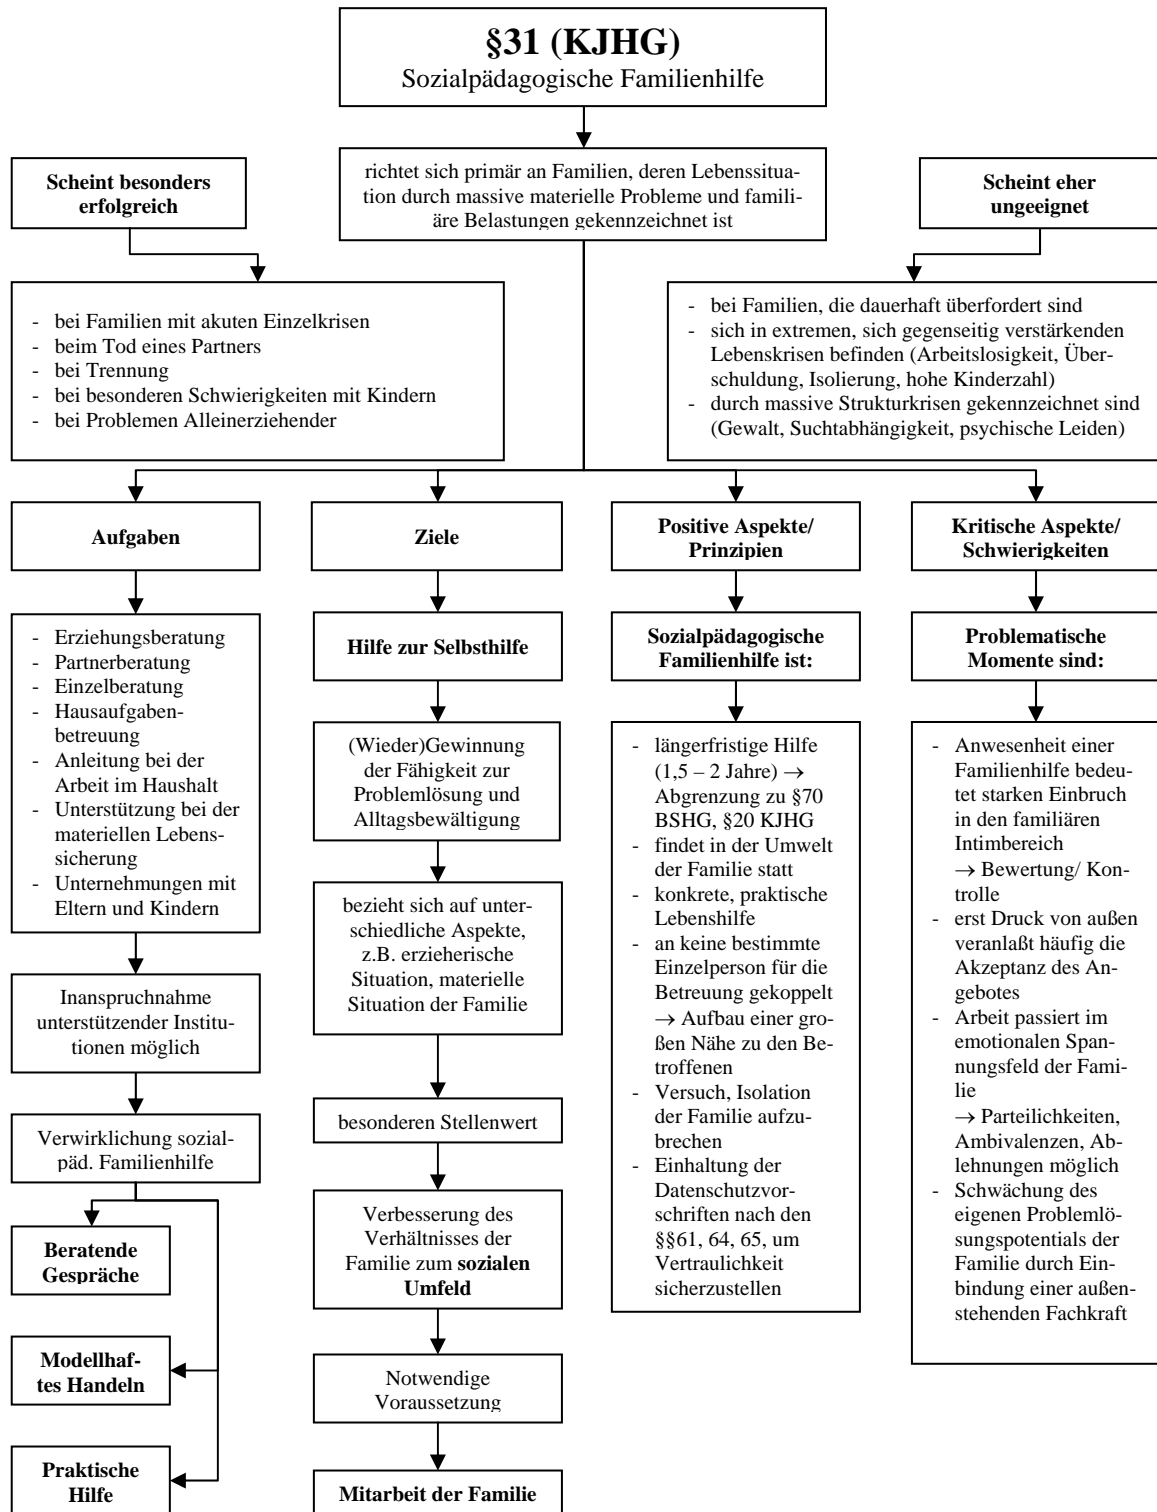 §31 (KJHG)
Sozialpädagogische Familienhilfe
richtet sich primär an Familien, deren Lebenssitua-
tion durch massive materielle Probleme und famili-
äre Belastungen gekennzeichnet ist
Scheint besonders
erfolgreich
Scheint eher
ungeeignet
- bei Familien mit akuten Einzelkrisen
- beim Tod eines Partners
- bei Trennung
- bei besonderen Schwierigkeiten mit Kindern
- bei Problemen Alleinerziehender
- bei Familien, die dauerhaft überfordert sind
- sich in extremen, sich gegenseitig verstärkenden
Lebenskrisen befinden (Arbeitslosigkeit, Über-
schuldung, Isolierung, hohe Kinderzahl)
- durch massive Strukturkrisen gekennzeichnet sind
(Gewalt, Suchtabhängigkeit, psychische Leiden)
Aufgaben
- Erziehungsberatung
- Partnerberatung
- Einzelberatung
- Hausaufgaben-
betreuung
- Anleitung bei der
Arbeit im Haushalt
- Unterstützung bei der
materiellen Lebens-
sicherung
- Unternehmungen mit
Eltern und Kindern
Inanspruchnahme
unterstützender Institu-
tionen möglich
Verwirklichung sozial-
päd. Familienhilfe
Beratende
Gespräche
Modellhaf-
tes Handeln
Praktische
Hilfe
Ziele
Hilfe zur Selbsthilfe
(Wieder)Gewinnung
der Fähigkeit zur
Problemlösung und
Alltagsbewältigung
bezieht sich auf unter-
schiedliche Aspekte,
z.B. erzieherische
Situation, materielle
Situation der Familie
besonderen Stellenwert
Verbesserung des
Verhältnisses der
Familie zum sozialen
Umfeld
Notwendige
Voraussetzung
Mitarbeit der Familie
Positive Aspekte/
Prinzipien
Sozialpädagogische
Familienhilfe ist:
- längerfristige Hilfe
(1,5 – 2 Jahre) →
Abgrenzung zu §70
BSHG, §20 KJHG
- findet in der Umwelt
der Familie statt
- konkrete, praktische
Lebenshilfe
- an keine bestimmte
Einzelperson für die
Betreuung gekoppelt
→ Aufbau einer gro-
ßen Nähe zu den Be-
troffenen
- Versuch, Isolation
der Familie aufzu-
brechen
- Einhaltung der
Datenschutzvor-
schriften nach den
§§61, 64, 65, um
Vertraulichkeit
sicherzustellen
Kritische Aspekte/
Schwierigkeiten
Problematische
Momente sind:
- Anwesenheit einer
Familienhilfe bedeu-
tet starken Einbruch
in den familiären
Intimbereich
→ Bewertung/ Kon-
trolle
- erst Druck von außen
veranlaßt häufig die
Akzeptanz des An-
gebotes
- Arbeit passiert im
emotionalen Span-
nungsfeld der Fami-
lie
→ Parteilichkeiten,
Ambivalenzen, Ab-
lehnungen möglich
- Schwächung des
eigenen Problemlö-
sungspotentials der
Familie durch Ein-
bindung einer außen-
stehenden Fachkraft